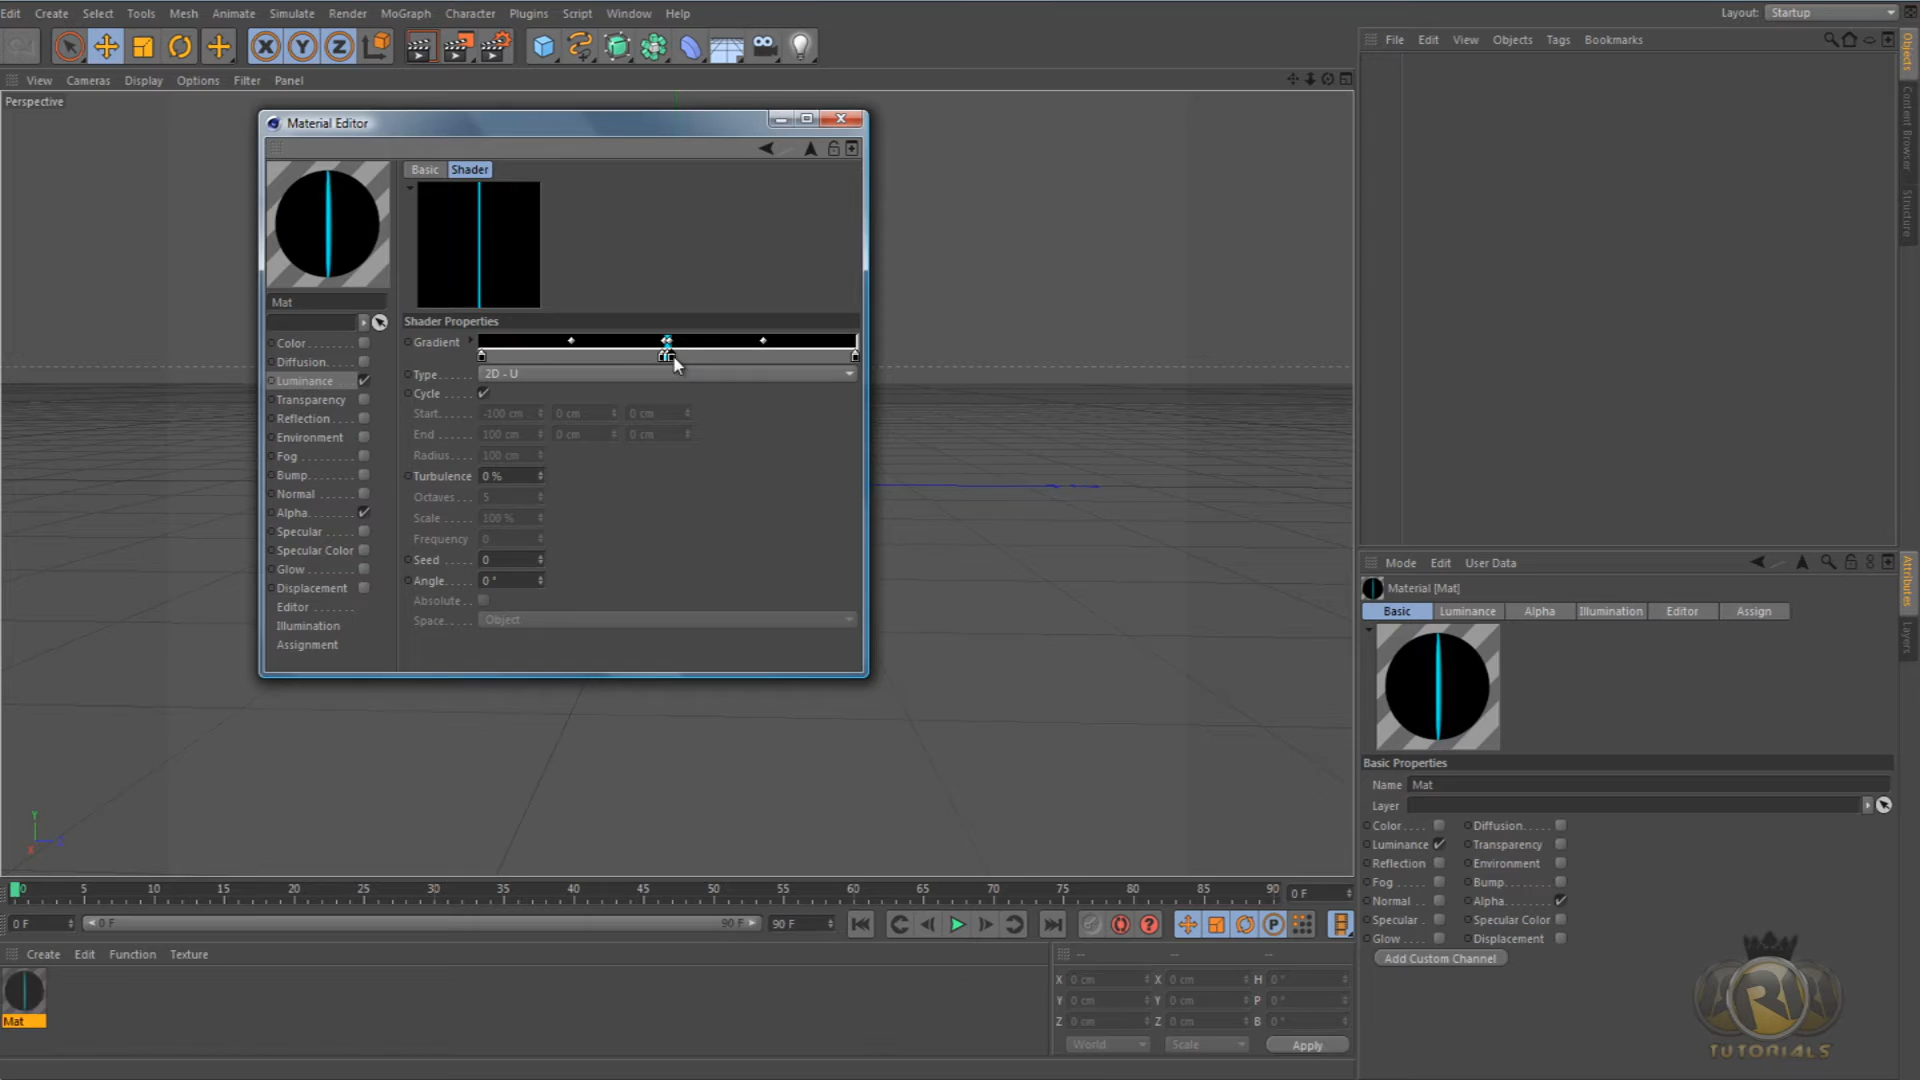 Edit Create Select Tools Mesh Animate Simulate Render MoGraph Character Plugins Script Window Help
Layout: Startup
X Y Z
File Edit View Objects Tags Bookmarks
View Cameras Display Options Filter Panel
Perspective
Objects
Content Browser
Structure
Material Editor
Basic Shader
Mat
Shader Properties
Gradient
Type 2D - U
Cycle
Start -100 cm 0 cm 0 cm
End 100 cm 0 cm 0 cm
Radius 100 cm
Turbulence 0 %
Octaves 5
Scale 100 %
Frequency 0
Seed 0
Angle 0 °
Absolute
Space Object
Color
Diffusion
Luminance
Transparency
Reflection
Environment
Fog
Bump
Normal
Alpha
Specular
Specular Color
Glow
Displacement
Editor
Illumination
Assignment
Mode Edit User Data
Material [Mat]
Basic Luminance Alpha Illumination Editor Assign
Attributes
Layers
Basic Properties
Name Mat
Layer
Color Diffusion
Luminance Transparency
Reflection Environment
Fog Bump
Normal Alpha
Specular Specular Color
Glow Displacement
Add Custom Channel
Y
X
Z
0 5 10 15 20 25 30 35 40 45 50 55 60 65 70 75 80 85 90 0 F
0 F 0 F 90 F 90 F
P
Create Edit Function Texture
Mat
-- -- --
X 0 cm X 0 cm H 0 °
Y 0 cm Y 0 cm P 0 °
Z 0 cm Z 0 cm B 0 °
World Scale Apply
TUTORIALS